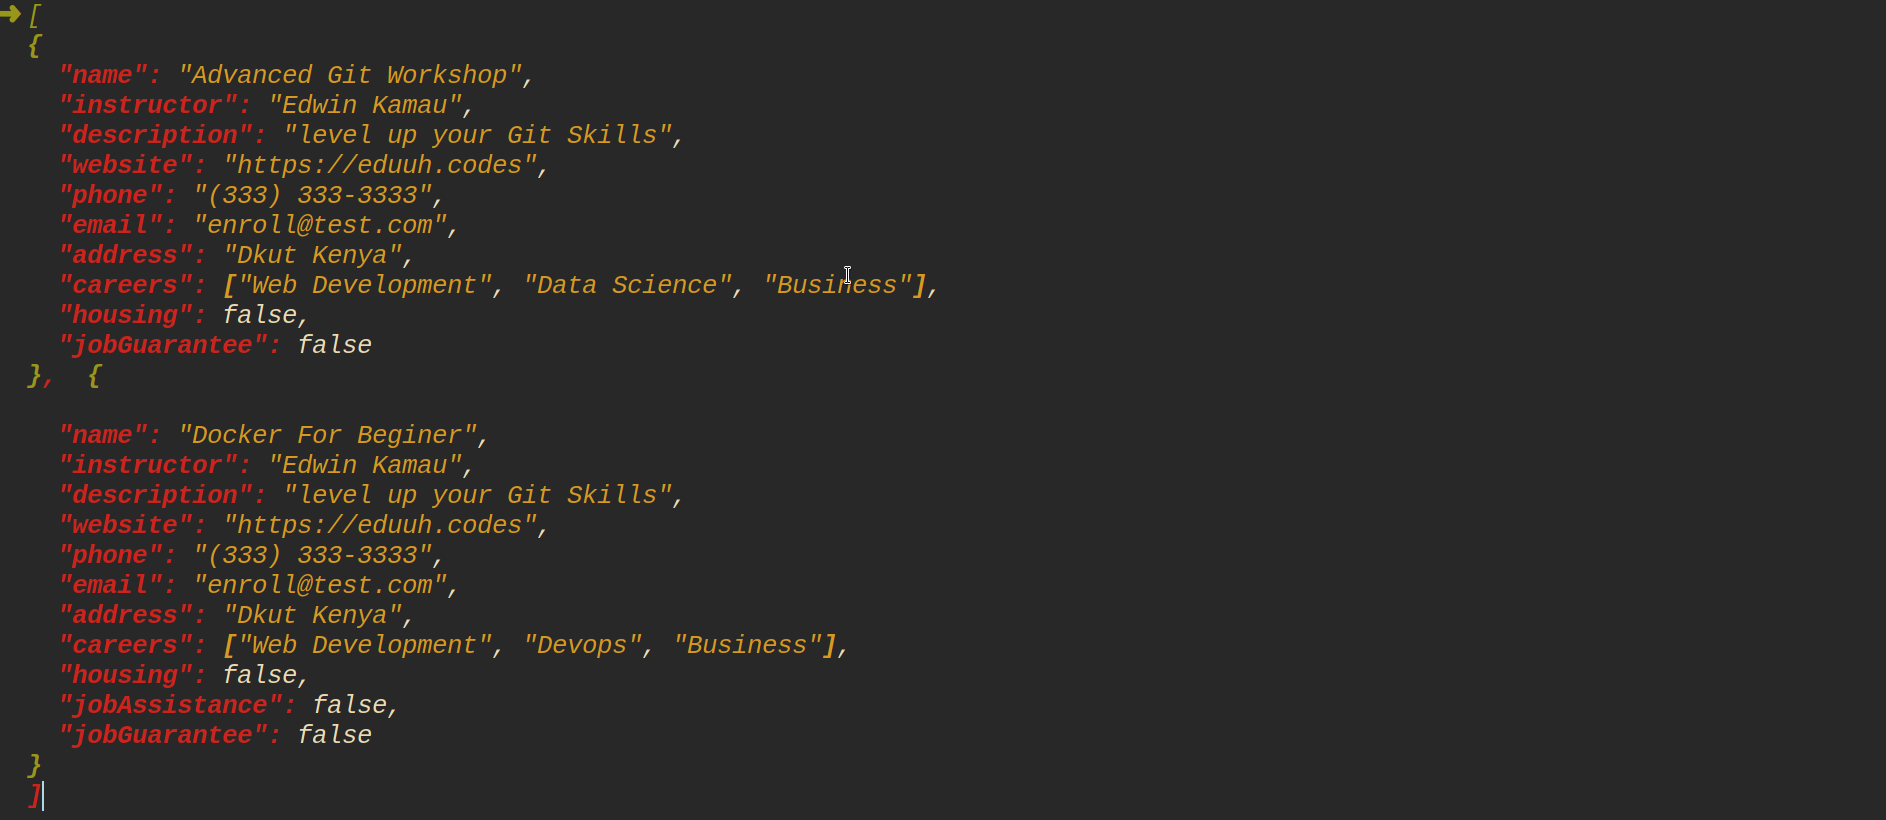 [
{
"name": "Advanced Git Workshop",
"instructor": "Edwin Kamau",
"description": "level up your Git Skills",
"website": "https://eduuh.codes",
"phone": "(333) 333-3333",
"email": "enroll@test.com",
"address": "Dkut Kenya",
"careers": ["Web Development", "Data Science", "Business"],
"housing": false,
"jobGuarantee": false
}, {
"name": "Docker For Beginer",
"instructor": "Edwin Kamau",
"description": "level up your Git Skills",
"website": "https://eduuh.codes",
"phone": "(333) 333-3333",
"email": "enroll@test.com",
"address": "Dkut Kenya",
"careers": ["Web Development", "Devops", "Business"],
"housing": false,
"jobAssistance": false,
"jobGuarantee": false
}
]